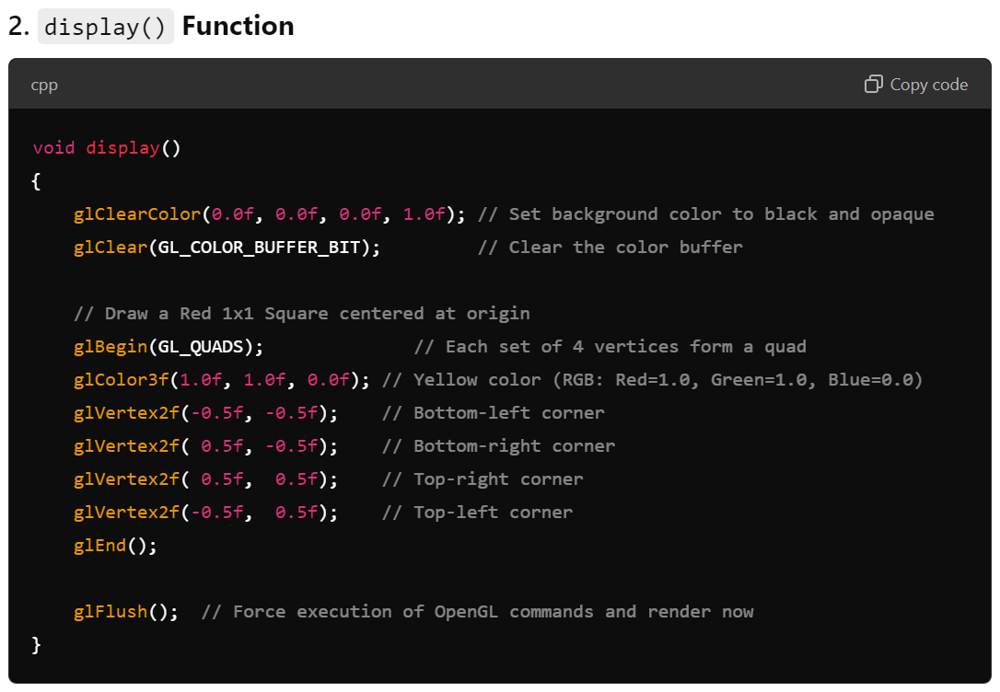 2. display() Function
cpp
Copy code
void display()
{
    glClearColor(0.0f, 0.0f, 0.0f, 1.0f); // Set background color to black and opaque
    glClear(GL_COLOR_BUFFER_BIT);         // Clear the color buffer
    // Draw a Red 1x1 Square centered at origin
    glBegin(GL_QUADS);              // Each set of 4 vertices form a quad
    glColor3f(1.0f, 1.0f, 0.0f); // Yellow color (RGB: Red=1.0, Green=1.0, Blue=0.0)
    glVertex2f(-0.5f, -0.5f);    // Bottom-left corner
    glVertex2f( 0.5f, -0.5f);    // Bottom-right corner
    glVertex2f( 0.5f,  0.5f);    // Top-right corner
    glVertex2f(-0.5f,  0.5f);    // Top-left corner
    glEnd();
    glFlush();  // Force execution of OpenGL commands and render now
}